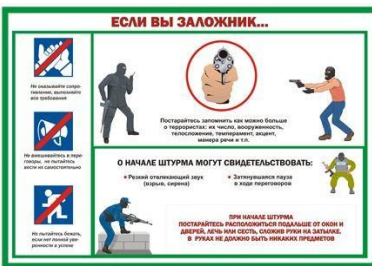 ЕСЛИ ВЫ ЗАЛОЖНИК...
Не оказывайте сопро-
тивление, выполняйте
все требования
Не вмешивайтесь в пере-
говоры, не пытайтесь
вести их самостоятельно
Не пытайтесь бежать,
если нет полной уве-
ренности в успехе
Постарайтесь запомнить как можно больше
о террористах: их число, вооруженность,
телосложение, темперамент, акцент,
манера речи и т.п.
О НАЧАЛЕ ШТУРМА МОГУТ СВИДЕТЕЛЬСТВОВАТЬ:
• Резкий отвлекающий звук
(взрыв, сирена)
• Затянувшаяся пауза
в ходе переговоров
ПРИ НАЧАЛЕ ШТУРМА
ПОСТАРАЙТЕСЬ РАСПОЛОЖИТЬСЯ ПОДАЛЬШЕ ОТ ОКОН И
ДВЕРЕЙ, ЛЕЧЬ ИЛИ СЕСТЬ, СЛОЖИВ РУКИ НА ЗАТЫЛКЕ.
В РУКАХ НЕ ДОЛЖНО БЫТЬ НИКАКИХ ПРЕДМЕТОВ